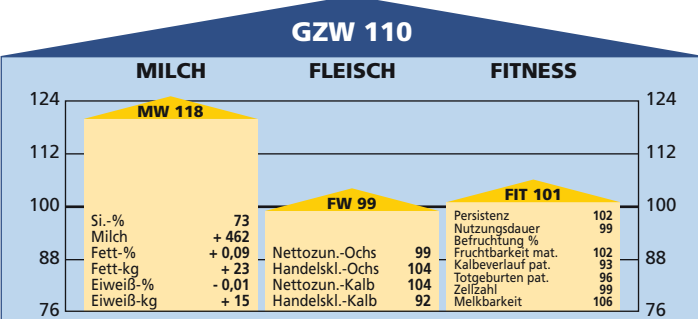 GZW 110
MILCH FLEISCH FITNESS
124 124
112 112
100 100
88 88
76 76
MW 118
Si.-% 73
Milch + 462
Fett-% + 0,09
Fett-kg + 23
Eiweiß-% - 0,01
Eiweiß-kg + 15
FW 99
Nettozun.-Ochs 99
Handelskl.-Ochs 104
Nettozun.-Kalb 104
Handelskl.-Kalb 92
FIT 101
Persistenz 102
Nutzungsdauer 99
Befruchtung %
Fruchtbarkeit mat. 102
Kalbeverlauf pat. 93
Totgeburten pat. 96
Zellzahl 99
Melkbarkeit 106